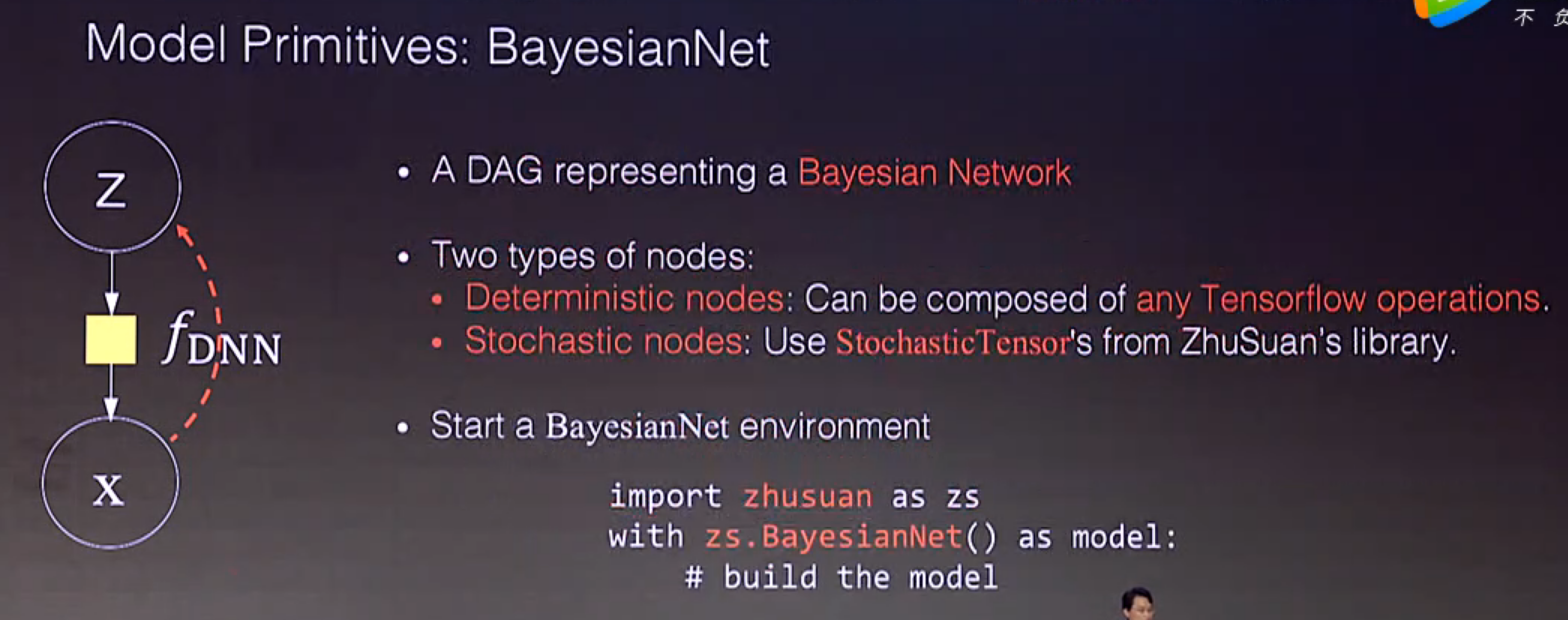 不 负
Model Primitives: BayesianNet
z
f DNN
x
• A DAG representing a Bayesian Network
• Two types of nodes:
• Deterministic nodes: Can be composed of any Tensorflow operations.
• Stochastic nodes: Use StochasticTensor's from ZhuSuan's library.
• Start a BayesianNet environment
import zhusuan as zs
with zs.BayesianNet() as model:
# build the model